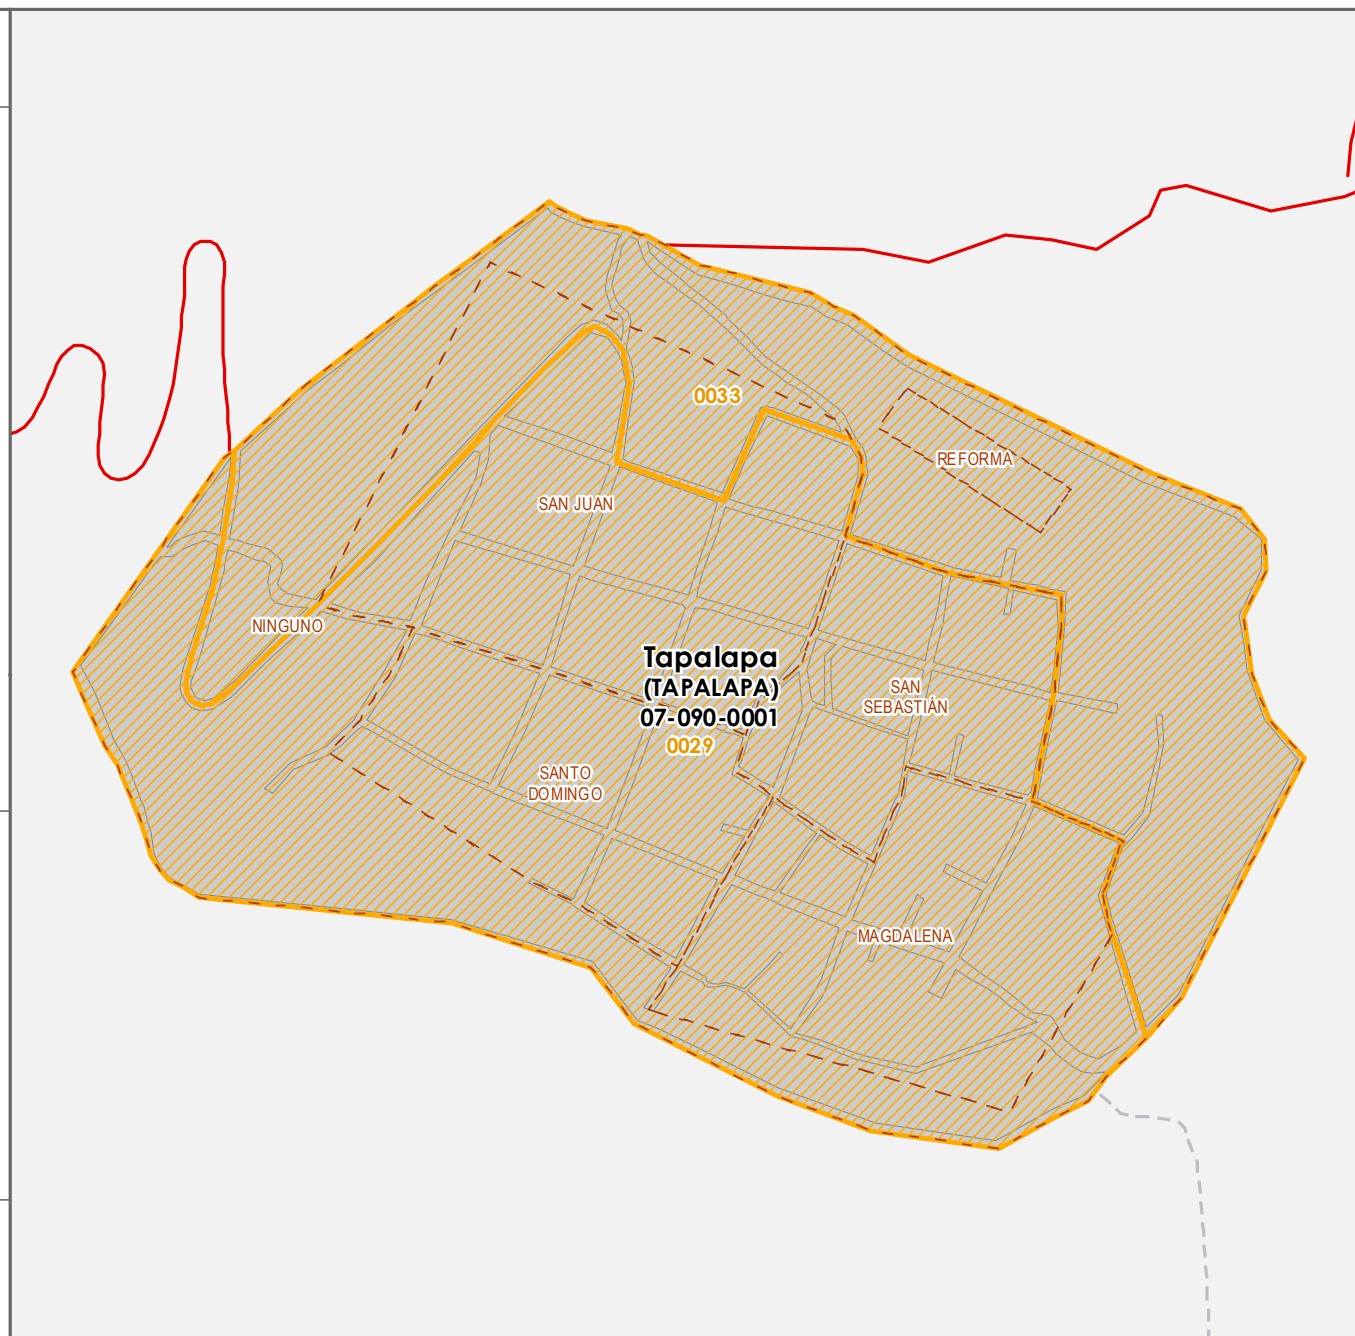 0033
REFORMA
SAN JUAN
NINGUNO
Tapalapa
(TAPALAPA)
07-090-0001
0029
SAN
SEBASTIÁN
SANTO
DOMINGO
MAGDALENA